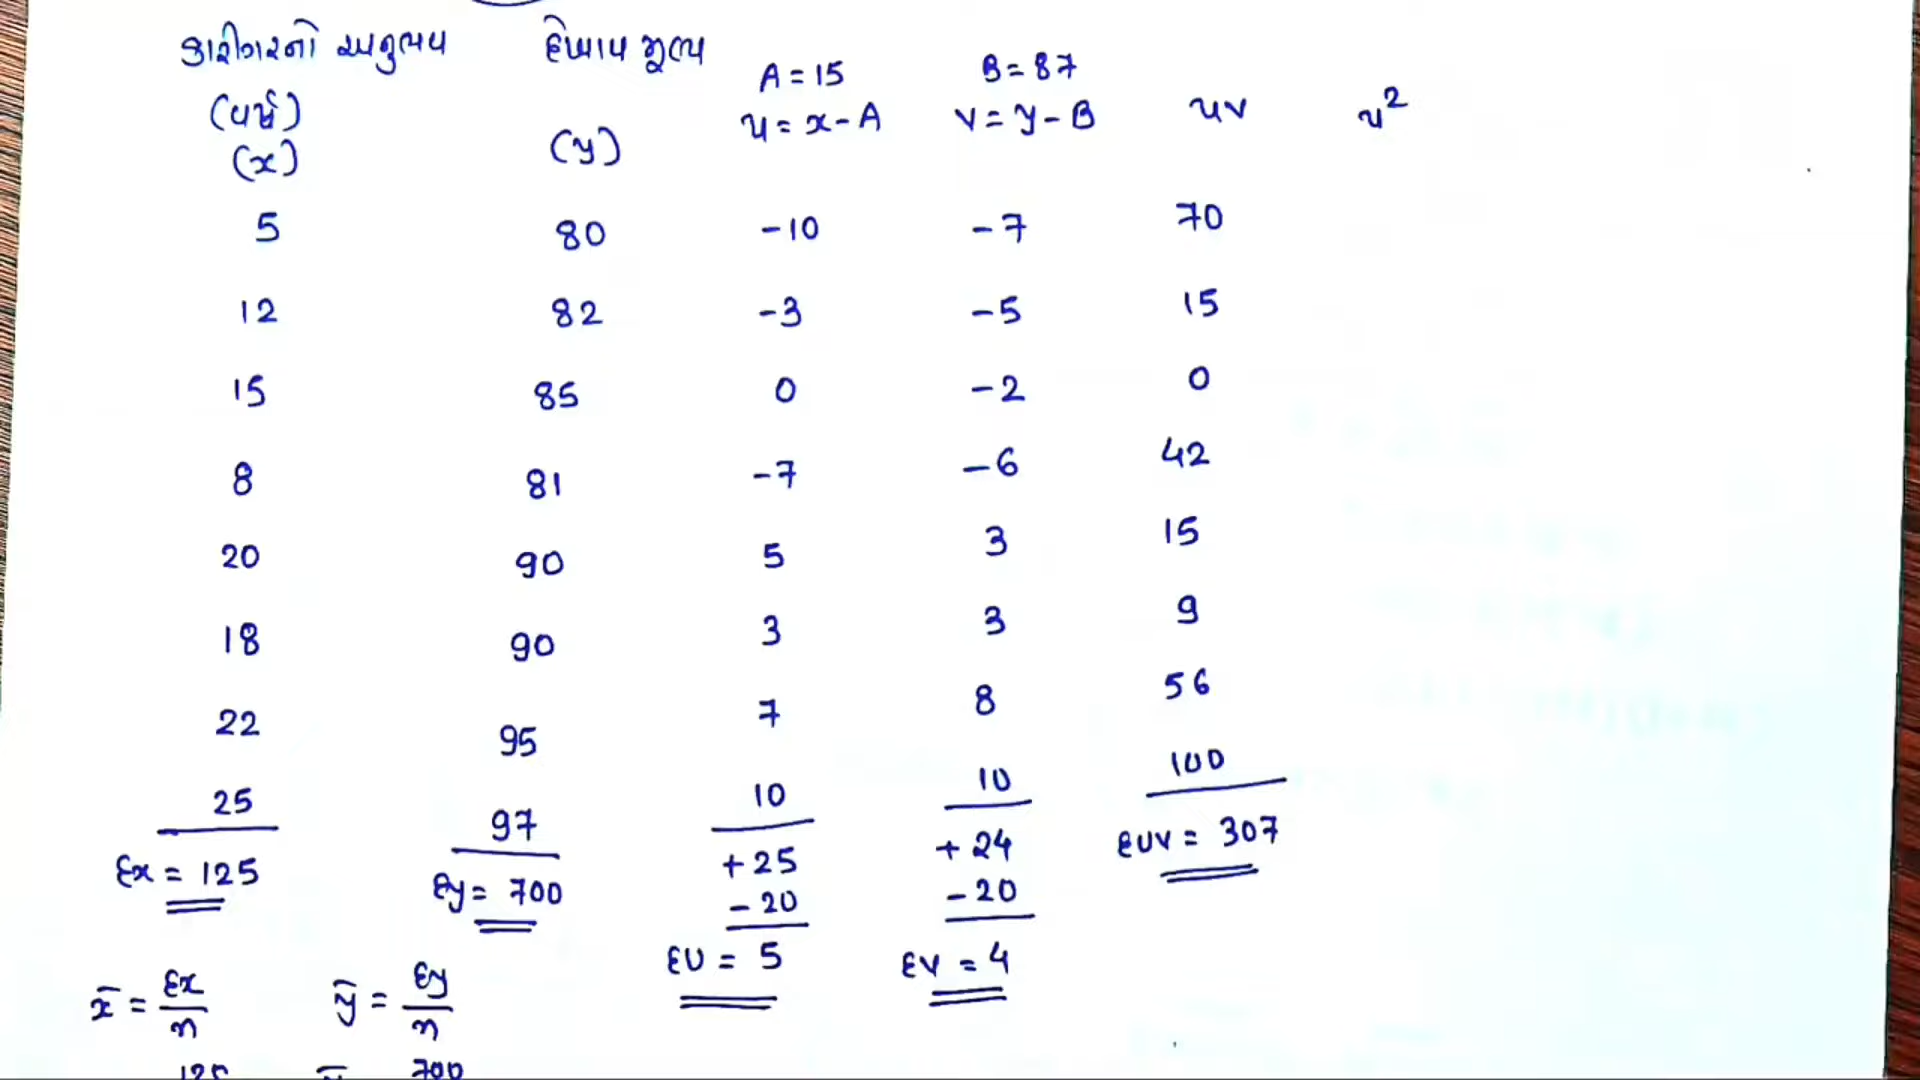 કારીગરનો અનુભવ દેખાવ મૂલ્ય
A = 15 B = 87
(વર્ષ) u = x - A v = y - B uv u²
(x) (y)
5 80 -10 -7 70
12 82 -3 -5 15
15 85 0 -2 0
8 81 -7 -6 42
20 90 5 3 15
18 90 3 3 9
22 95 7 8 56
25 97 10 10 100
Σx = 125 Σy = 700 +25 +24 Σuv = 307
-20 -20
Σu = 5 Σv = 4
x̄ = Σx/n ȳ = Σy/n
125 700